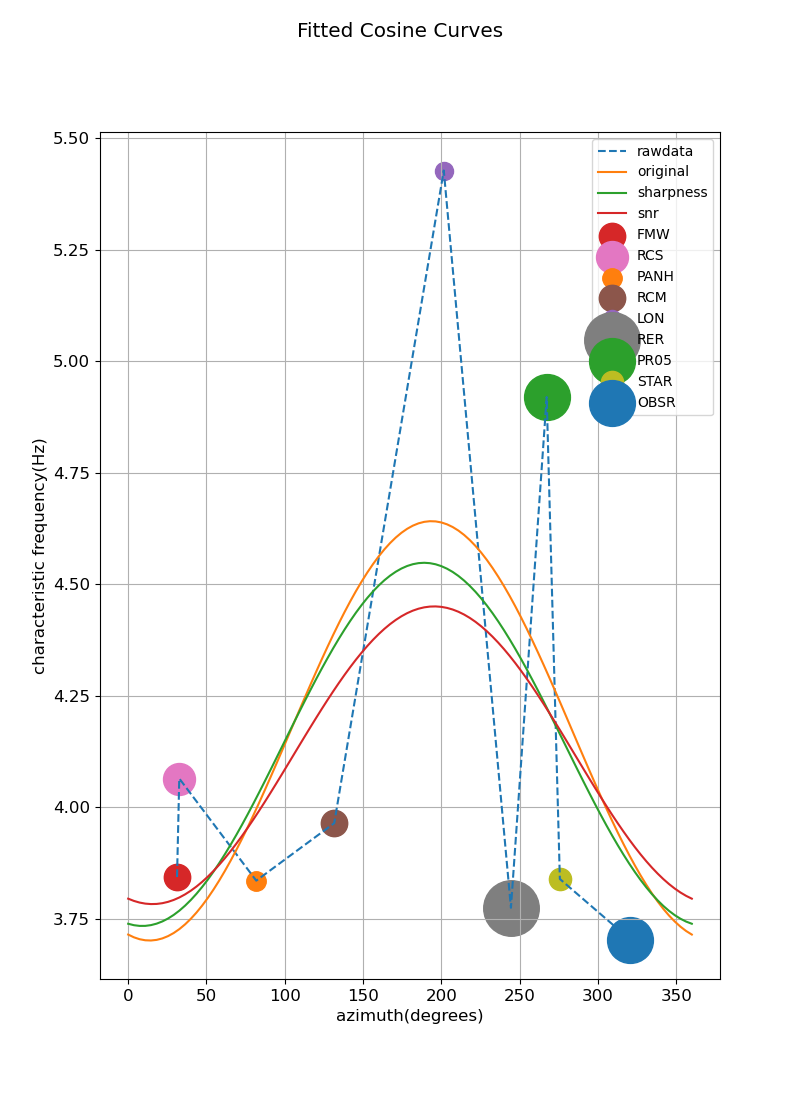 Fitted Cosine Curves
5.50
5.25
5.00
4.75
4.50
4.25
4.00
3.75
characteristic frequency(Hz)
rawdata
original
sharpness
snr
FMW
RCS
PANH
RCM
LON
RER
PR05
STAR
OBSR
0 50 100 150 200 250 300 350
azimuth(degrees)